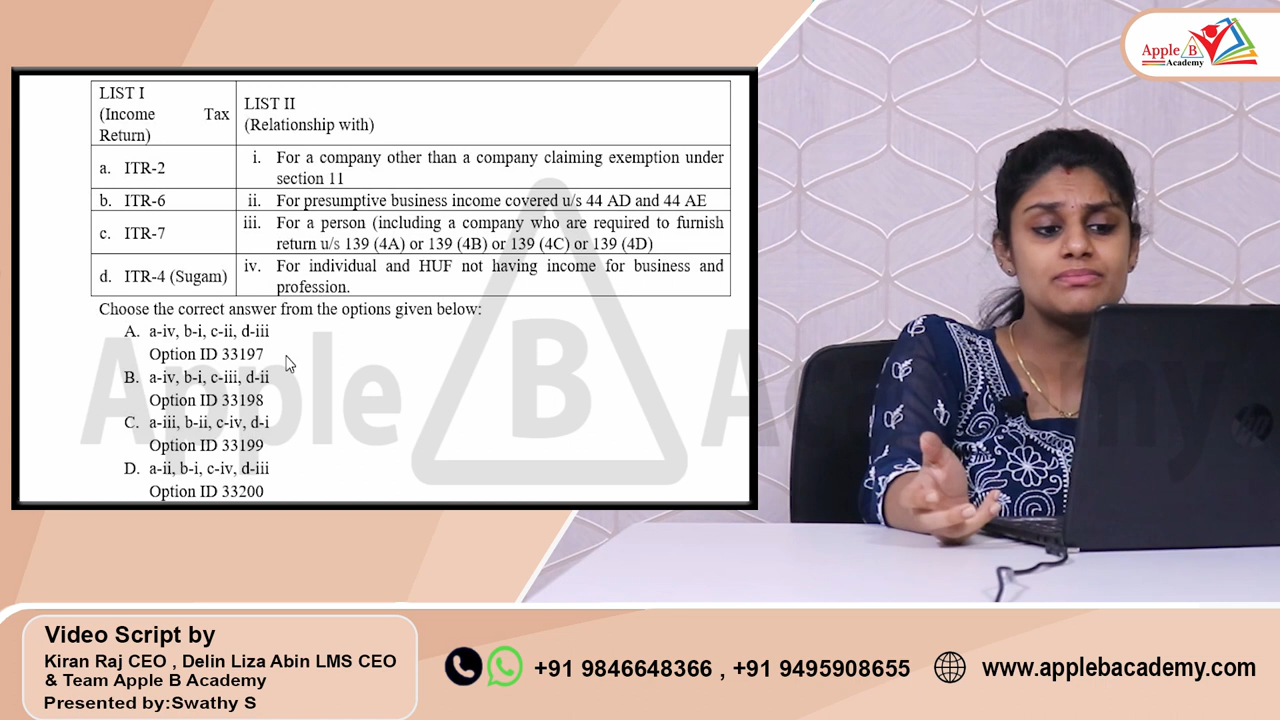 Apple B
Academy
LIST I
(Income Tax
Return)
LIST II
(Relationship with)
a. ITR-2
i. For a company other than a company claiming exemption under
section 11
b. ITR-6
ii. For presumptive business income covered u/s 44 AD and 44 AE
c. ITR-7
iii. For a person (including a company who are required to furnish
return u/s 139 (4A) or 139 (4B) or 139 (4C) or 139 (4D)
d. ITR-4 (Sugam)
iv. For individual and HUF not having income for business and
profession.
Choose the correct answer from the options given below:
A. a-iv, b-i, c-ii, d-iii
Option ID 33197
B. a-iv, b-i, c-iii, d-ii
Option ID 33198
C. a-iii, b-ii, c-iv, d-i
Option ID 33199
D. a-ii, b-i, c-iv, d-iii
Option ID 33200
Apple B Academy
hp
Video Script by
Kiran Raj CEO , Delin Liza Abin LMS CEO
& Team Apple B Academy
Presented by:Swathy S
+91 9846648366 , +91 9495908655
www.applebacademy.com